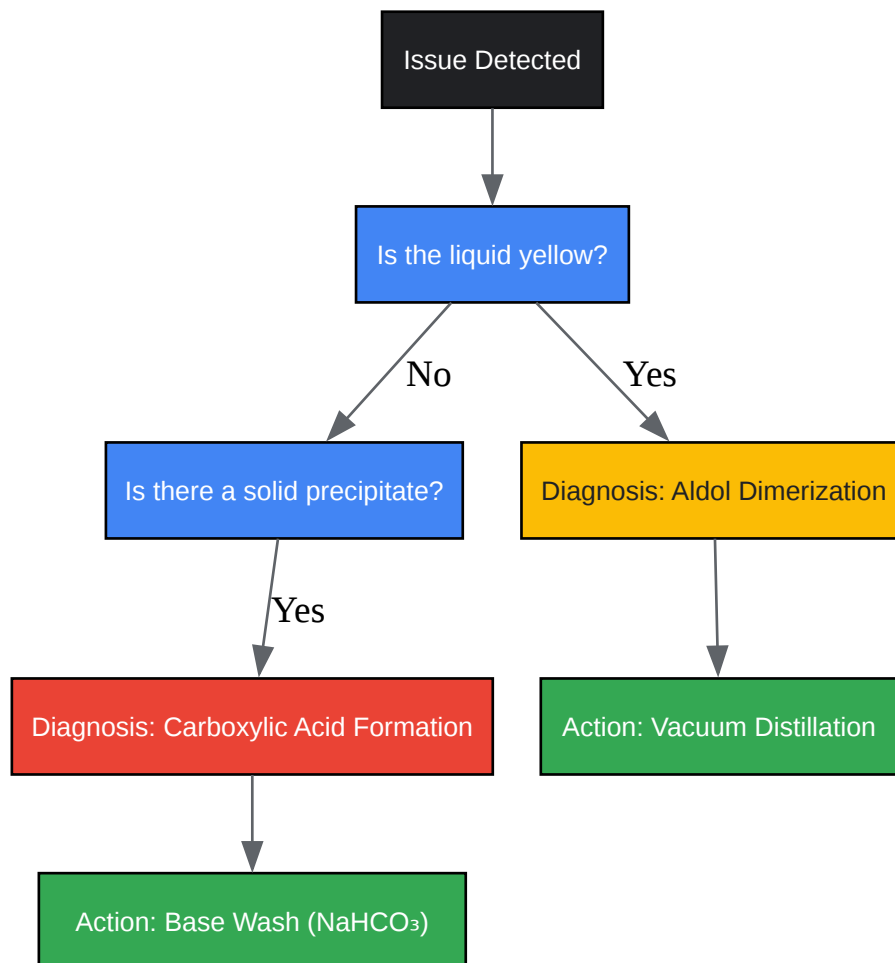 Issue Detected
Is the liquid yellow?
No
Yes
Is there a solid precipitate?
Diagnosis: Aldol Dimerization
Yes
Diagnosis: Carboxylic Acid Formation
Action: Vacuum Distillation
Action: Base Wash (NaHCO₃)